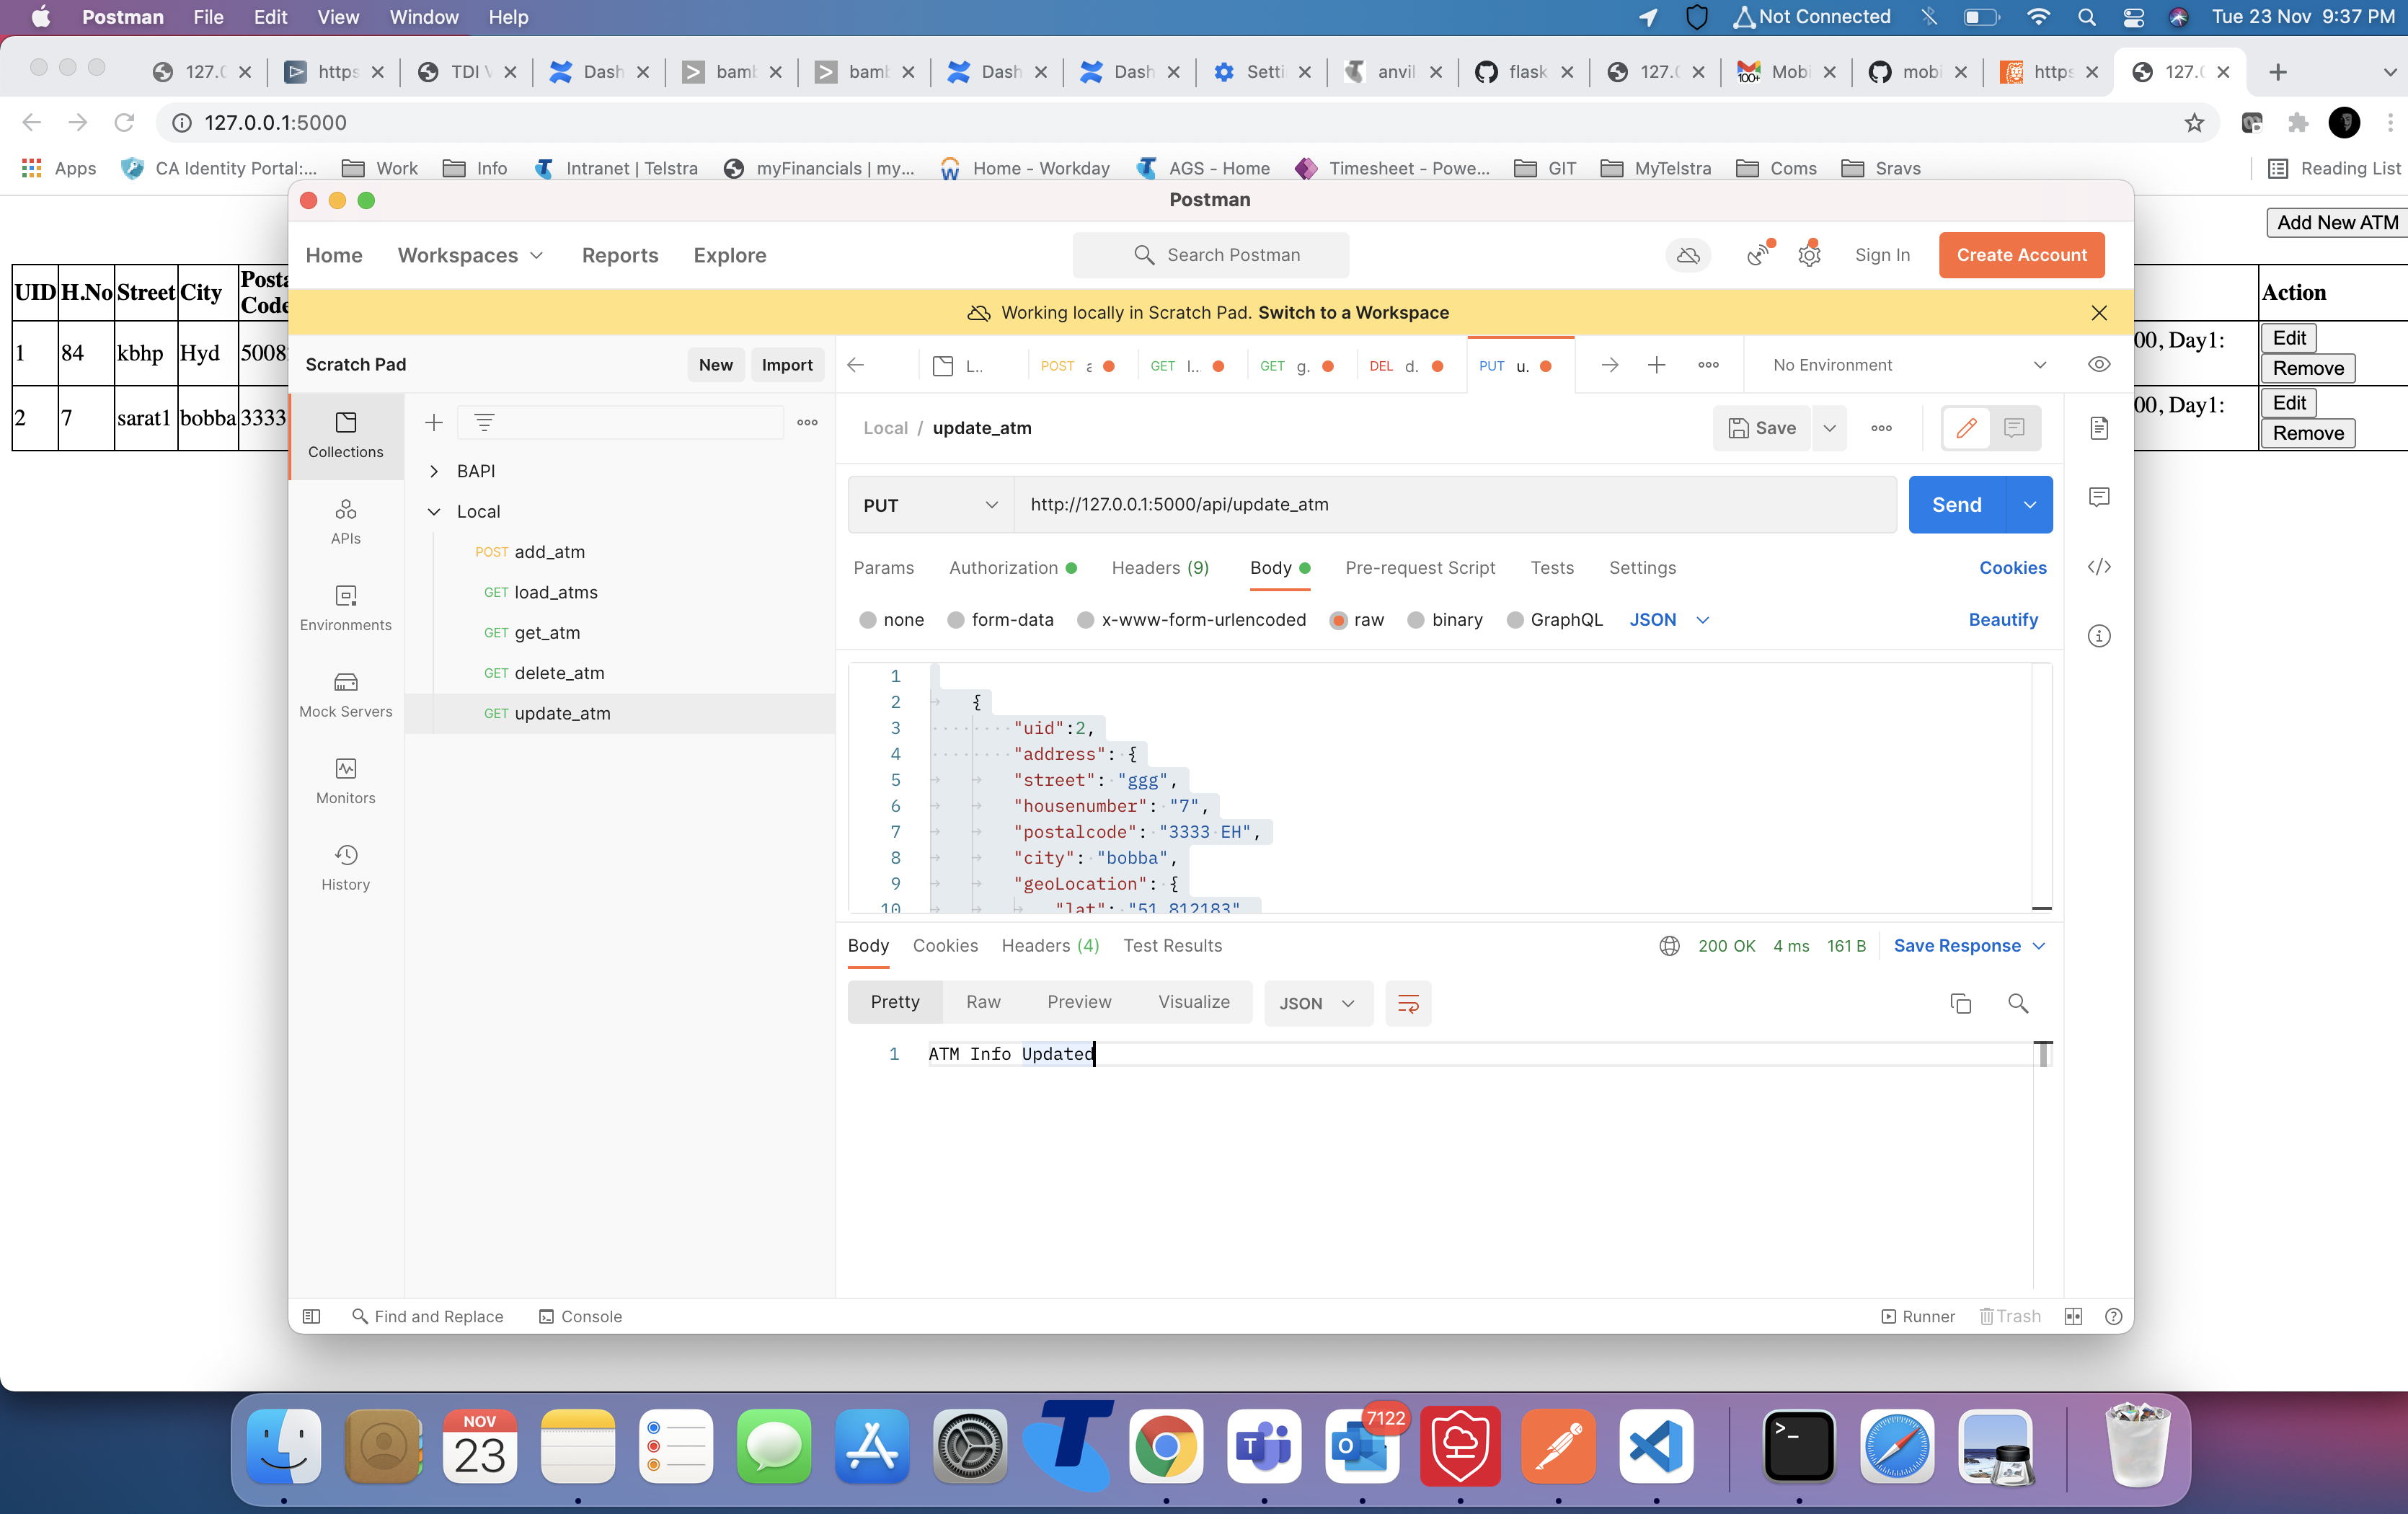 Postman File Edit View Window Help Not Connected Tue 23 Nov 9:37 PM
127.0 https TDI Dash bamb bamb Dash Dash Setti anvil flask 127.0 Mobi mobi https 127.0
127.0.0.1:5000
Apps CA Identity Portal:... Work Info Intranet | Telstra myFinancials | my... Home - Workday AGS - Home Timesheet - Powe... GIT MyTelstra Coms Sravs Reading List
Postman
Add New ATM
Home Workspaces Reports Explore Search Postman Sign In Create Account
UID H.No Street City Posta
Code
Action
Working locally in Scratch Pad. Switch to a Workspace
1 84 kbhp Hyd 5008
00, Day1: Edit
Remove
2 7 sarat1 bobba 3333
00, Day1: Edit
Remove
Scratch Pad New Import
L.. POST a GET l... GET g. DEL d. PUT u. No Environment
Collections
APIs
Environments
Mock Servers
Monitors
History
BAPI
Local
POST add_atm
GET load_atms
GET get_atm
GET delete_atm
GET update_atm
Local / update_atm Save
PUT http://127.0.0.1:5000/api/update_atm Send
Params Authorization Headers (9) Body Pre-request Script Tests Settings Cookies
none form-data x-www-form-urlencoded raw binary GraphQL JSON Beautify
1
2 {
3 "uid":2,
4 "address": {
5 "street": "ggg",
6 "housenumber": "7",
7 "postalcode": "3333 EH",
8 "city": "bobba",
9 "geoLocation": {
10 "lat": "51.812183"
Body Cookies Headers (4) Test Results 200 OK 4 ms 161 B Save Response
Pretty Raw Preview Visualize JSON
1 ATM Info Updated
Find and Replace Console Runner Trash
NOV
23
7122